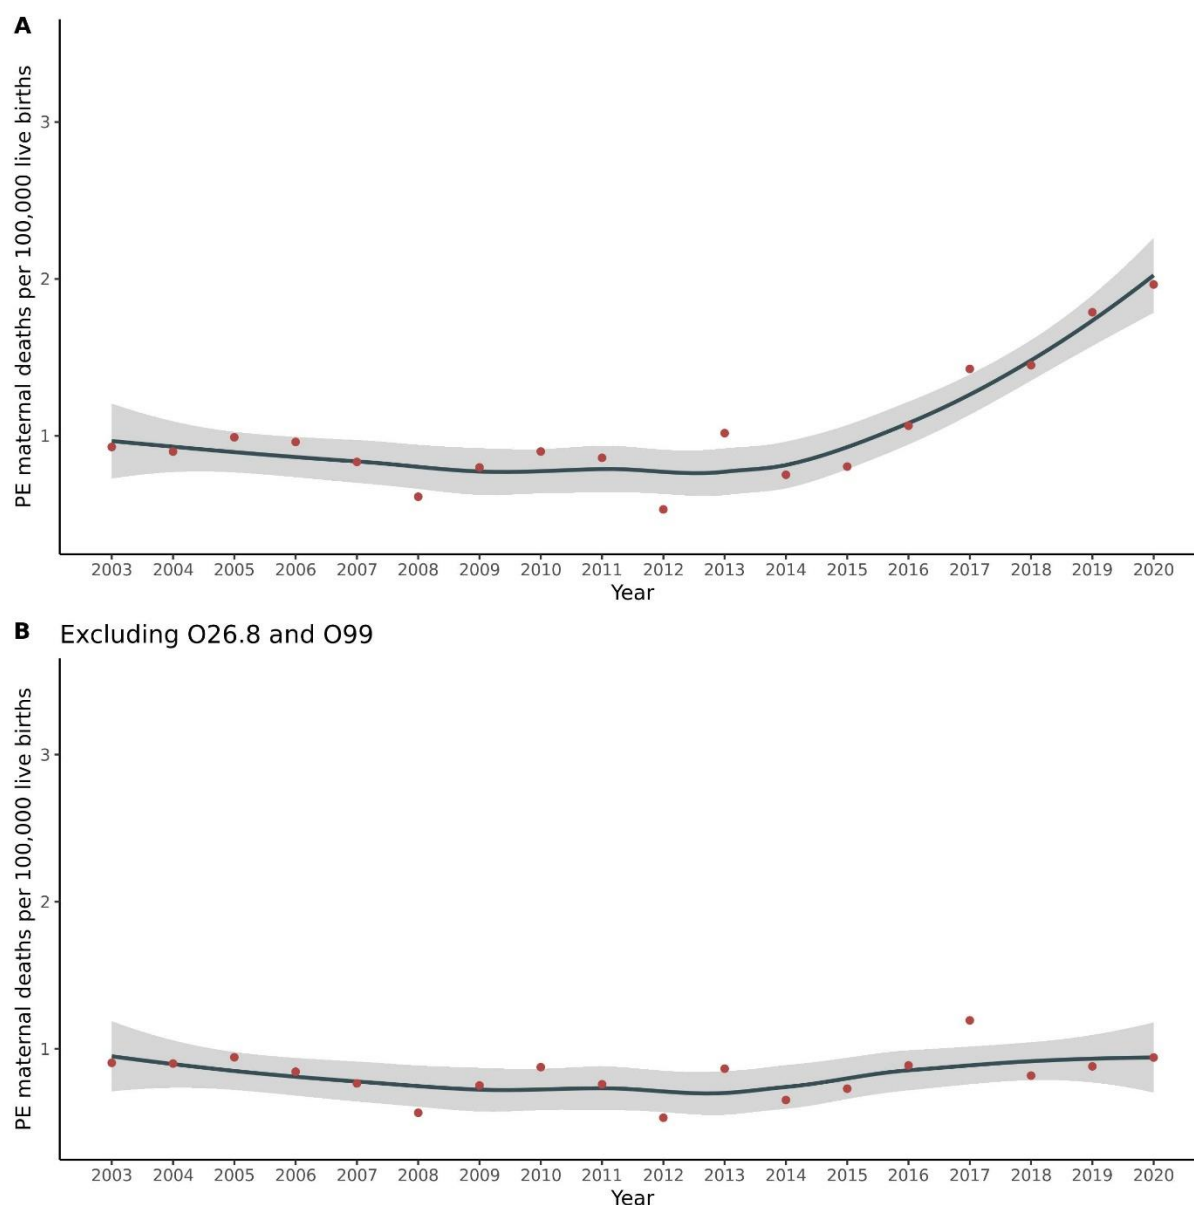 A
PE maternal deaths per 100,000 live births
3
2
1
2003 2004 2005 2006 2007 2008 2009 2010 2011 2012 2013 2014 2015 2016 2017 2018 2019 2020
Year
B Excluding O26.8 and O99
PE maternal deaths per 100,000 live births
3
2
1
2003 2004 2005 2006 2007 2008 2009 2010 2011 2012 2013 2014 2015 2016 2017 2018 2019 2020
Year